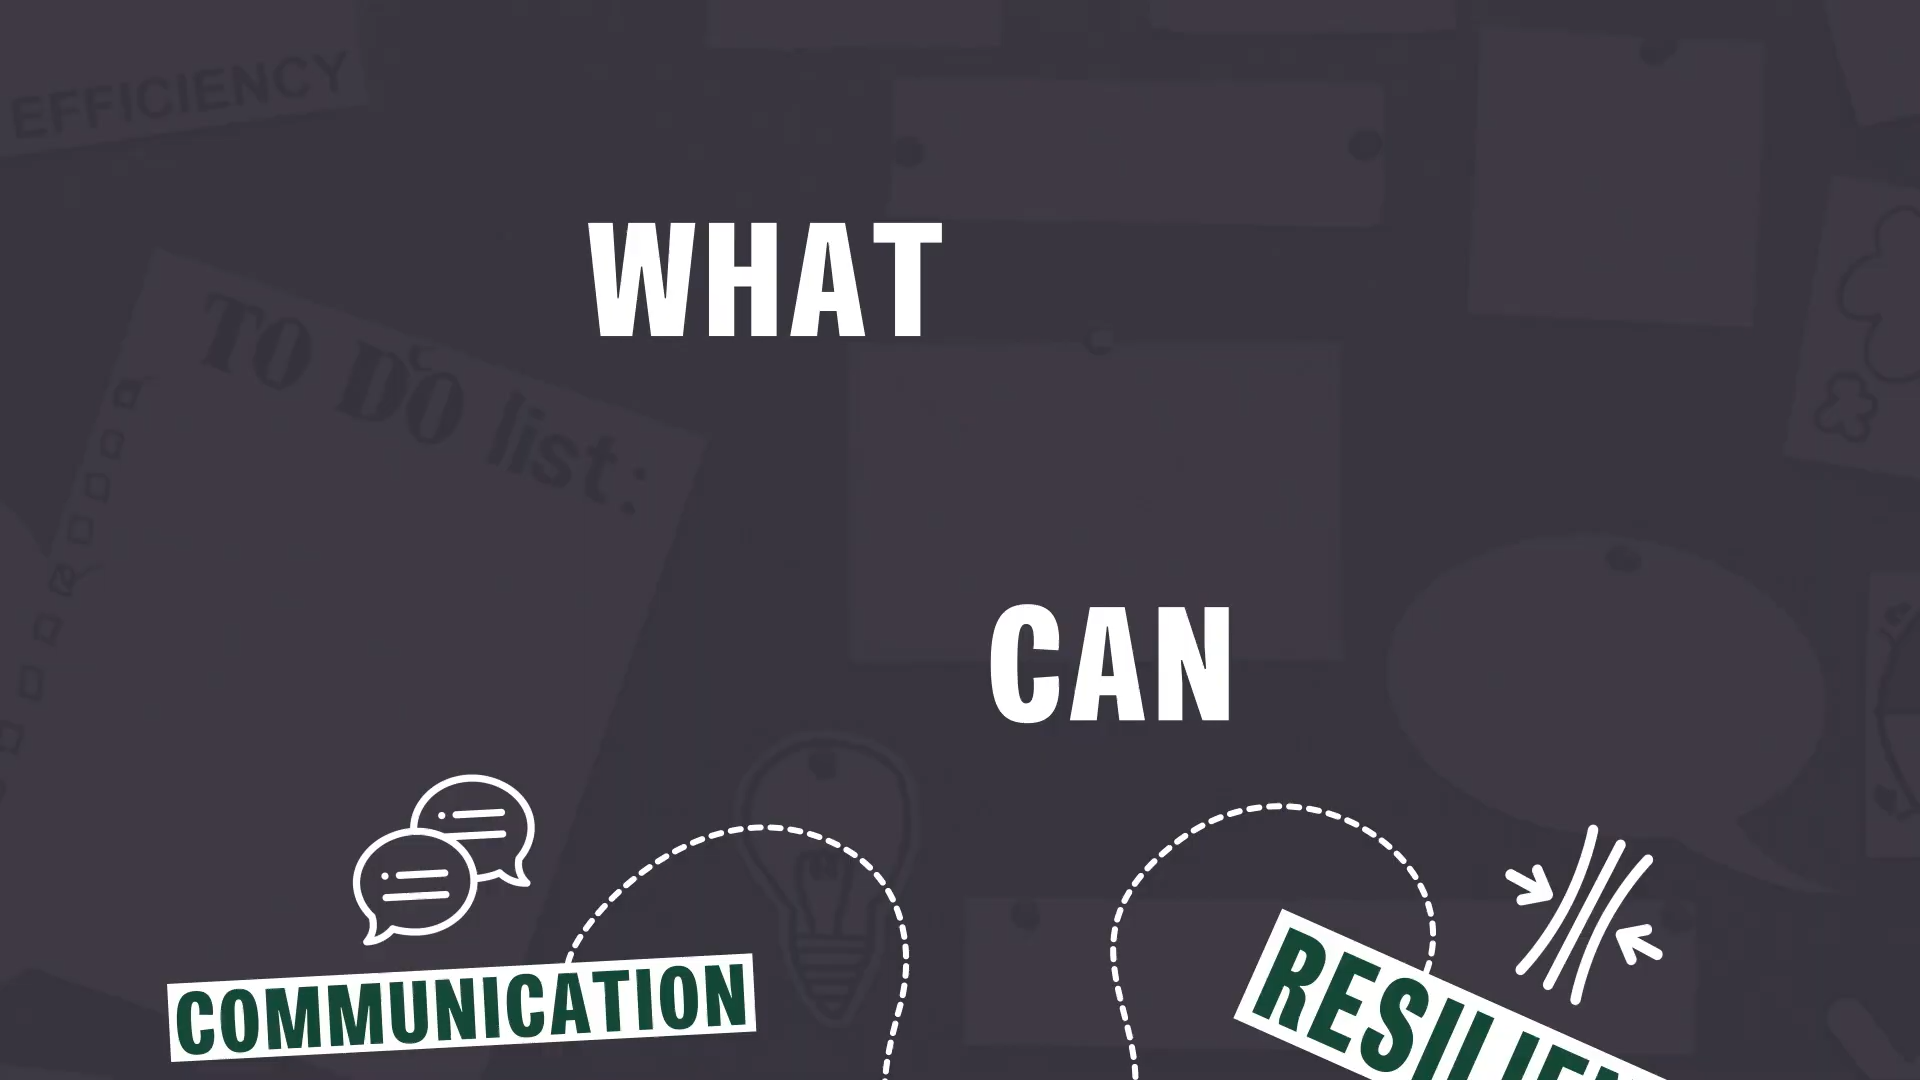 EFFICIENCY
WHAT
TO DO list:
CAN
COMMUNICATION